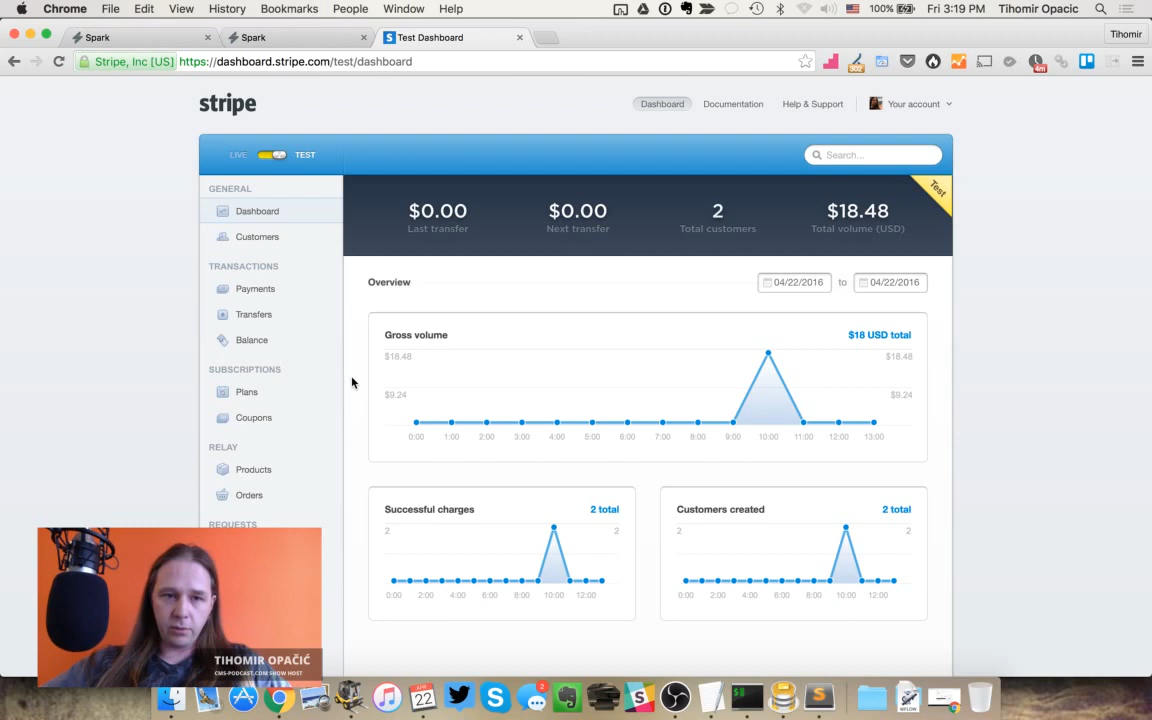 Chrome File Edit View History Bookmarks People Window Help 100% Fri 3:19 PM Tihomir Opacic
Spark Spark Test Dashboard Tihomir
Stripe, Inc [US] https://dashboard.stripe.com/test/dashboard
stripe Dashboard Documentation Help & Support Your account
LIVE TEST Search...
GENERAL
Dashboard
Customers
TRANSACTIONS
Payments
Transfers
Balance
SUBSCRIPTIONS
Plans
Coupons
RELAY
Products
Orders
REQUESTS
$0.00 $0.00 2 $18.48
Last transfer Next transfer Total customers Total volume (USD)
Test
Overview 04/22/2016 to 04/22/2016
Gross volume $18 USD total
$18.48 $18.48
$9.24 $9.24
0:00 1:00 2:00 3:00 4:00 5:00 6:00 7:00 8:00 9:00 10:00 11:00 12:00 13:00
Successful charges 2 total
2 2
0:00 2:00 4:00 6:00 8:00 10:00 12:00
Customers created 2 total
2 2
0:00 2:00 4:00 6:00 8:00 10:00 12:00
TIHOMIR OPAČIĆ
CMS-PODCAST.COM SHOW HOST
22
2